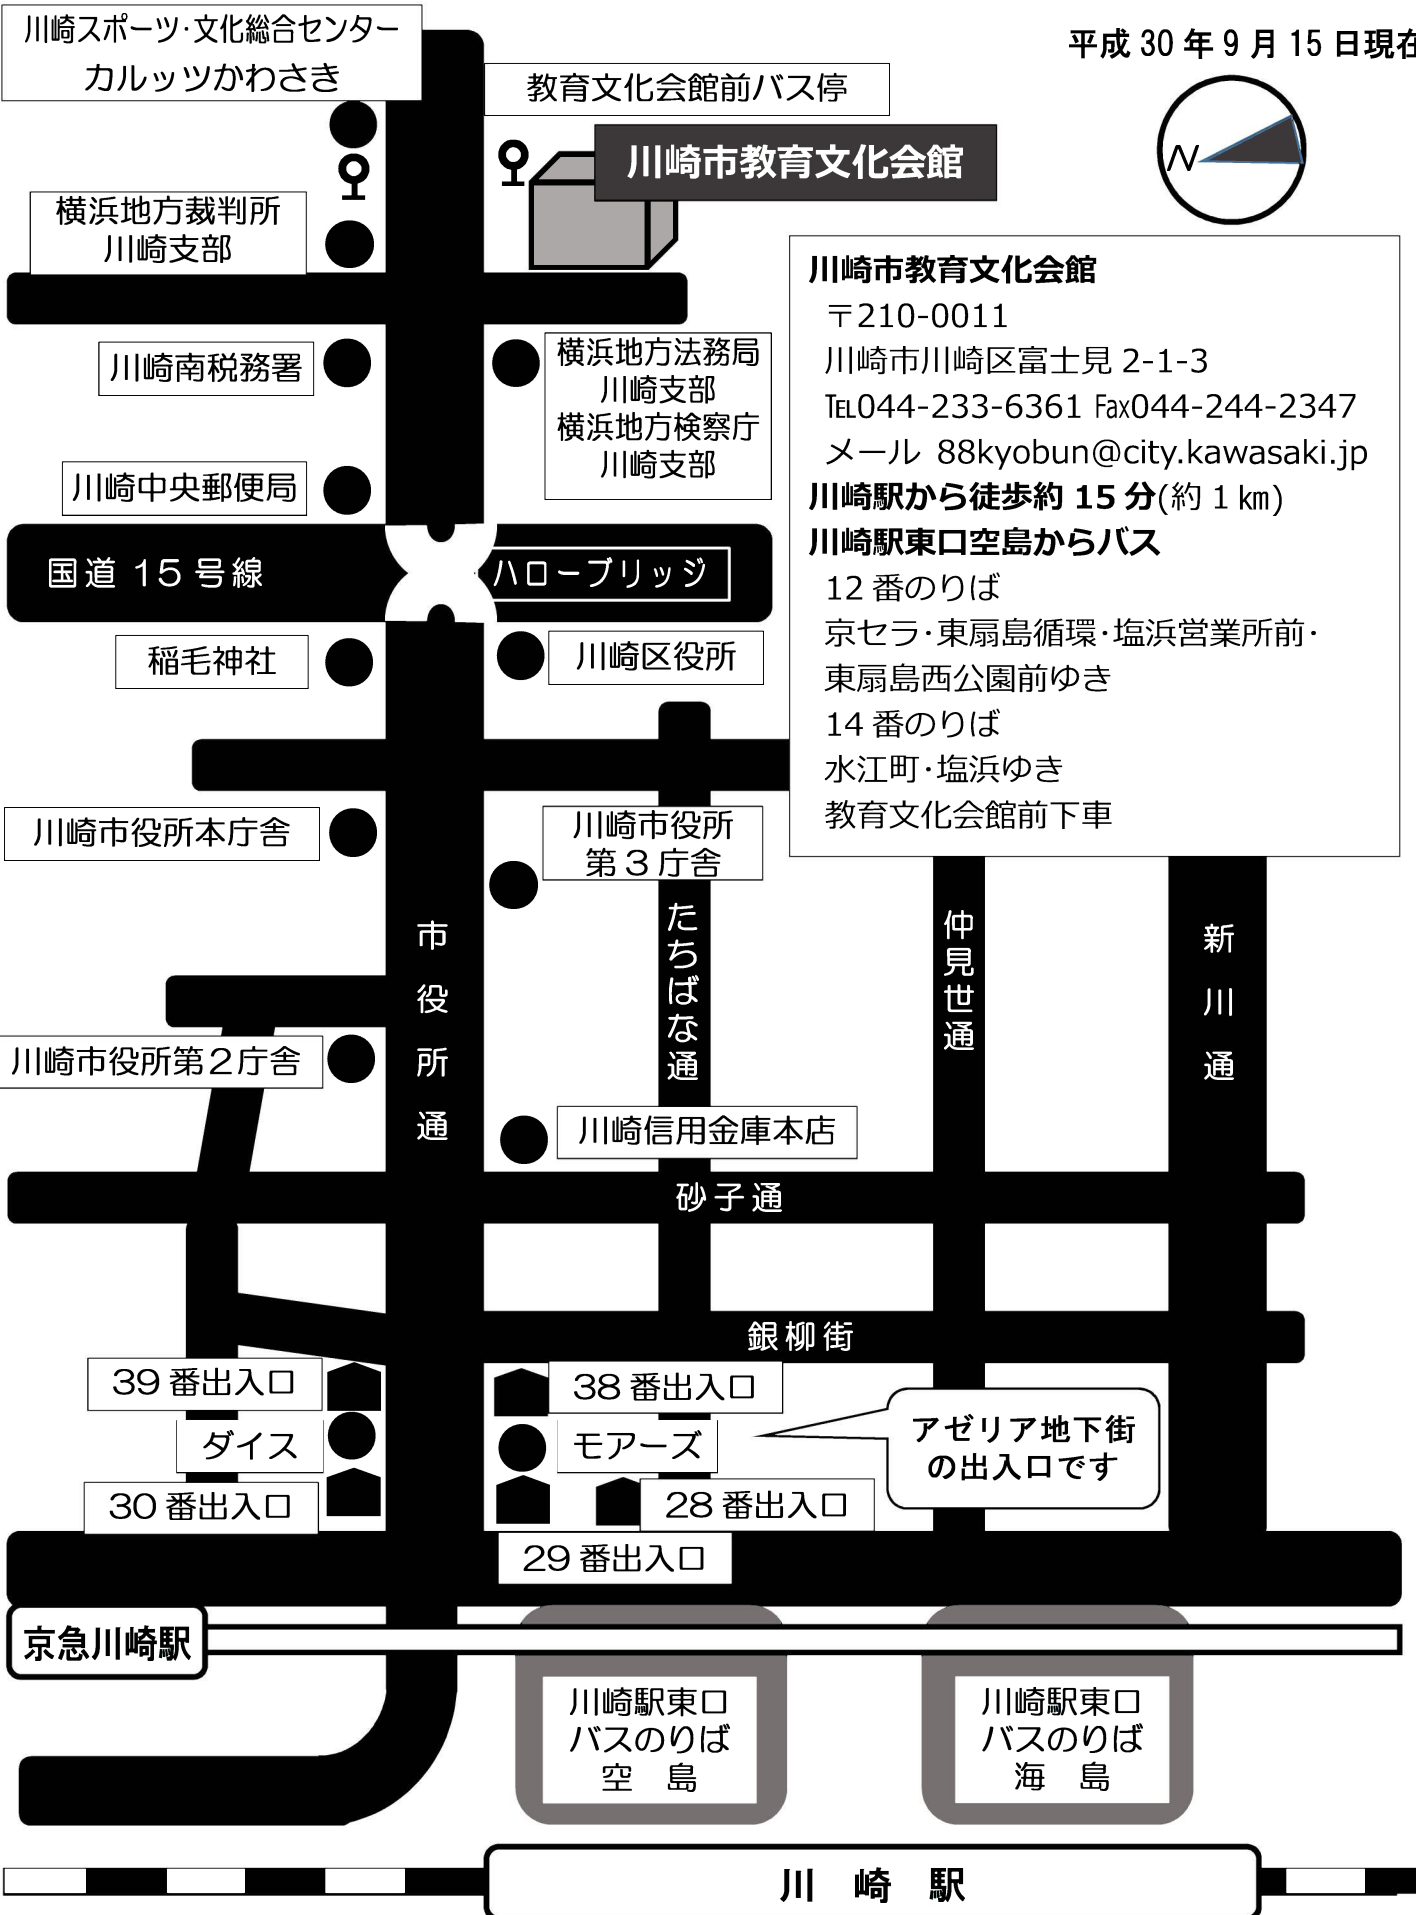 川崎スポーツ･文化総合センター
カルッツかわさき
平成 30 年 9 月 15 日現在
教育文化会館前バス停
川崎市教育文化会館
N
横浜地方裁判所
川崎支部
川崎市教育文化会館
〒210-0011
川崎市川崎区富士見 2-1-3
℡044-233-6361 Fax044-244-2347
メール 88kyobun@city.kawasaki.jp
川崎駅から徒歩約 15 分(約 1 ㎞)
川崎駅東口空島からバス
12 番のりば
京セラ･東扇島循環･塩浜営業所前･
東扇島西公園前ゆき
14 番のりば
水江町･塩浜ゆき
教育文化会館前下車
川崎南税務署
横浜地方法務局
川崎支部
横浜地方検察庁
川崎支部
川崎中央郵便局
国道 15 号線
ハローブリッジ
稲毛神社
川崎区役所
川崎市役所本庁舎
川崎市役所
第３庁舎
市役所通
たちばな通
仲見世通
新川通
川崎市役所第２庁舎
川崎信用金庫本店
砂子通
銀柳街
39 番出入口
38 番出入口
ダイス
モアーズ
アゼリア地下街
の出入口です
30 番出入口
28 番出入口
29 番出入口
京急川崎駅
川崎駅東口
バスのりば
空　島
川崎駅東口
バスのりば
海　島
川　崎　駅